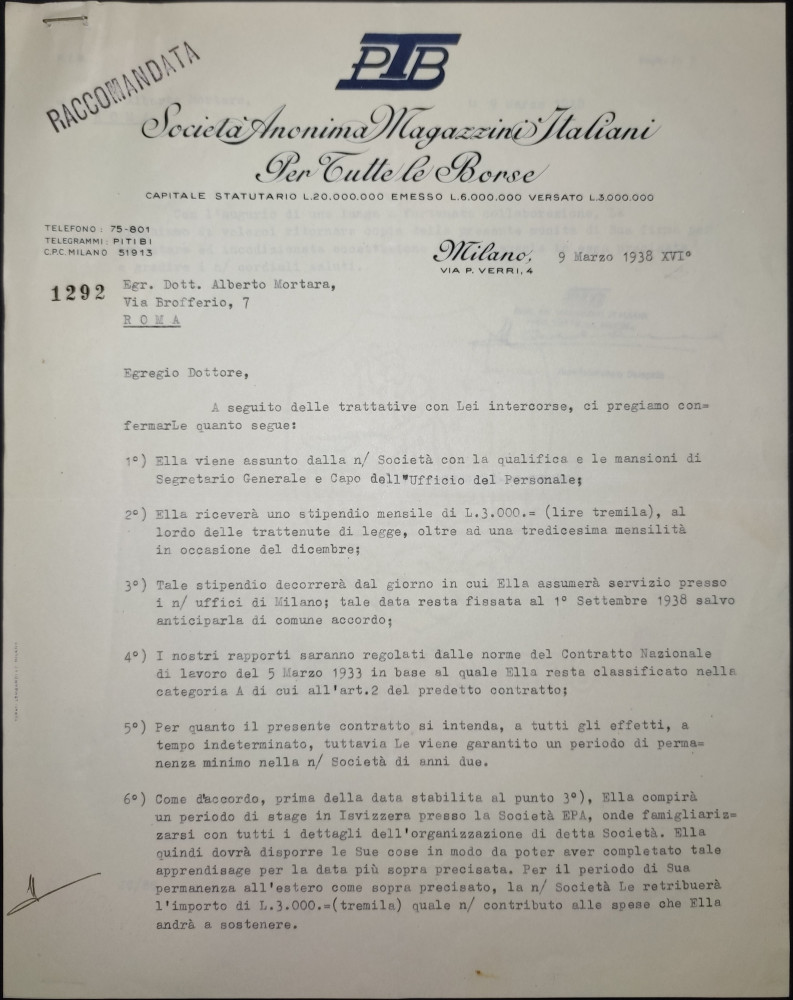 RACCOMANDATA
PTB
Società Anonima Magazzini Italiani
Per Tutte le Borse
CAPITALE STATUTARIO L.20.000.000 EMESSO L.6.000.000 VERSATO L.3.000.000
TELEFONO: 75-801
TELEGRAMMI: PITIBI
C.P.C. MILANO 51913
Milano, 9 Marzo 1938 XVI°
VIA P. VERRI, 4
1292
Egr. Dott. Alberto Mortara,
Via Brofferio, 7
R O M A
Egregio Dottore,
A seguito delle trattative con Lei intercorse, ci pregiamo con=
fermarLe quanto segue:
1°) Ella viene assunto dalla n/ Società con la qualifica e le mansioni di
Segretario Generale e Capo dell"Ufficio del Personale;
2°) Ella riceverà uno stipendio mensile di L.3.000.= (lire tremila), al
lordo delle trattenute di legge, oltre ad una tredicesima mensilità
in occasione del dicembre;
3°) Tale stipendio decorrerà dal giorno in cui Ella assumerà servizio presso
i n/ uffici di Milano; tale data resta fissata al 1° Settembre 1938 salvo
anticiparla di comune accordo;
4°) I nostri rapporti saranno regolati dalle norme del Contratto Nazionale
di lavoro del 5 Marzo 1933 in base al quale Ella resta classificato nella
categoria A di cui all'art.2 del predetto contratto;
5°) Per quanto il presente contratto si intenda, a tutti gli effetti, a
tempo indeterminato, tuttavia Le viene garantito un periodo di perma=
nenza minimo nella n/ Società di anni due.
6°) Come d'accordo, prima della data stabilita al punto 3°), Ella compirà
un periodo di stage in Isvizzera presso la Società EPA, onde famigliariz=
zarsi con tutti i dettagli dell'organizzazione di detta Società. Ella
quindi dovrà disporre le Sue cose in modo da poter aver completato tale
apprendisage per la data più sopra precisata. Per il periodo di Sua
permanenza all'estero come sopra precisato, la n/ Società Le retribuerà
l'importo di L.3.000.=(tremila) quale n/ contributo alle spese che Ella
andrà a sostenere.